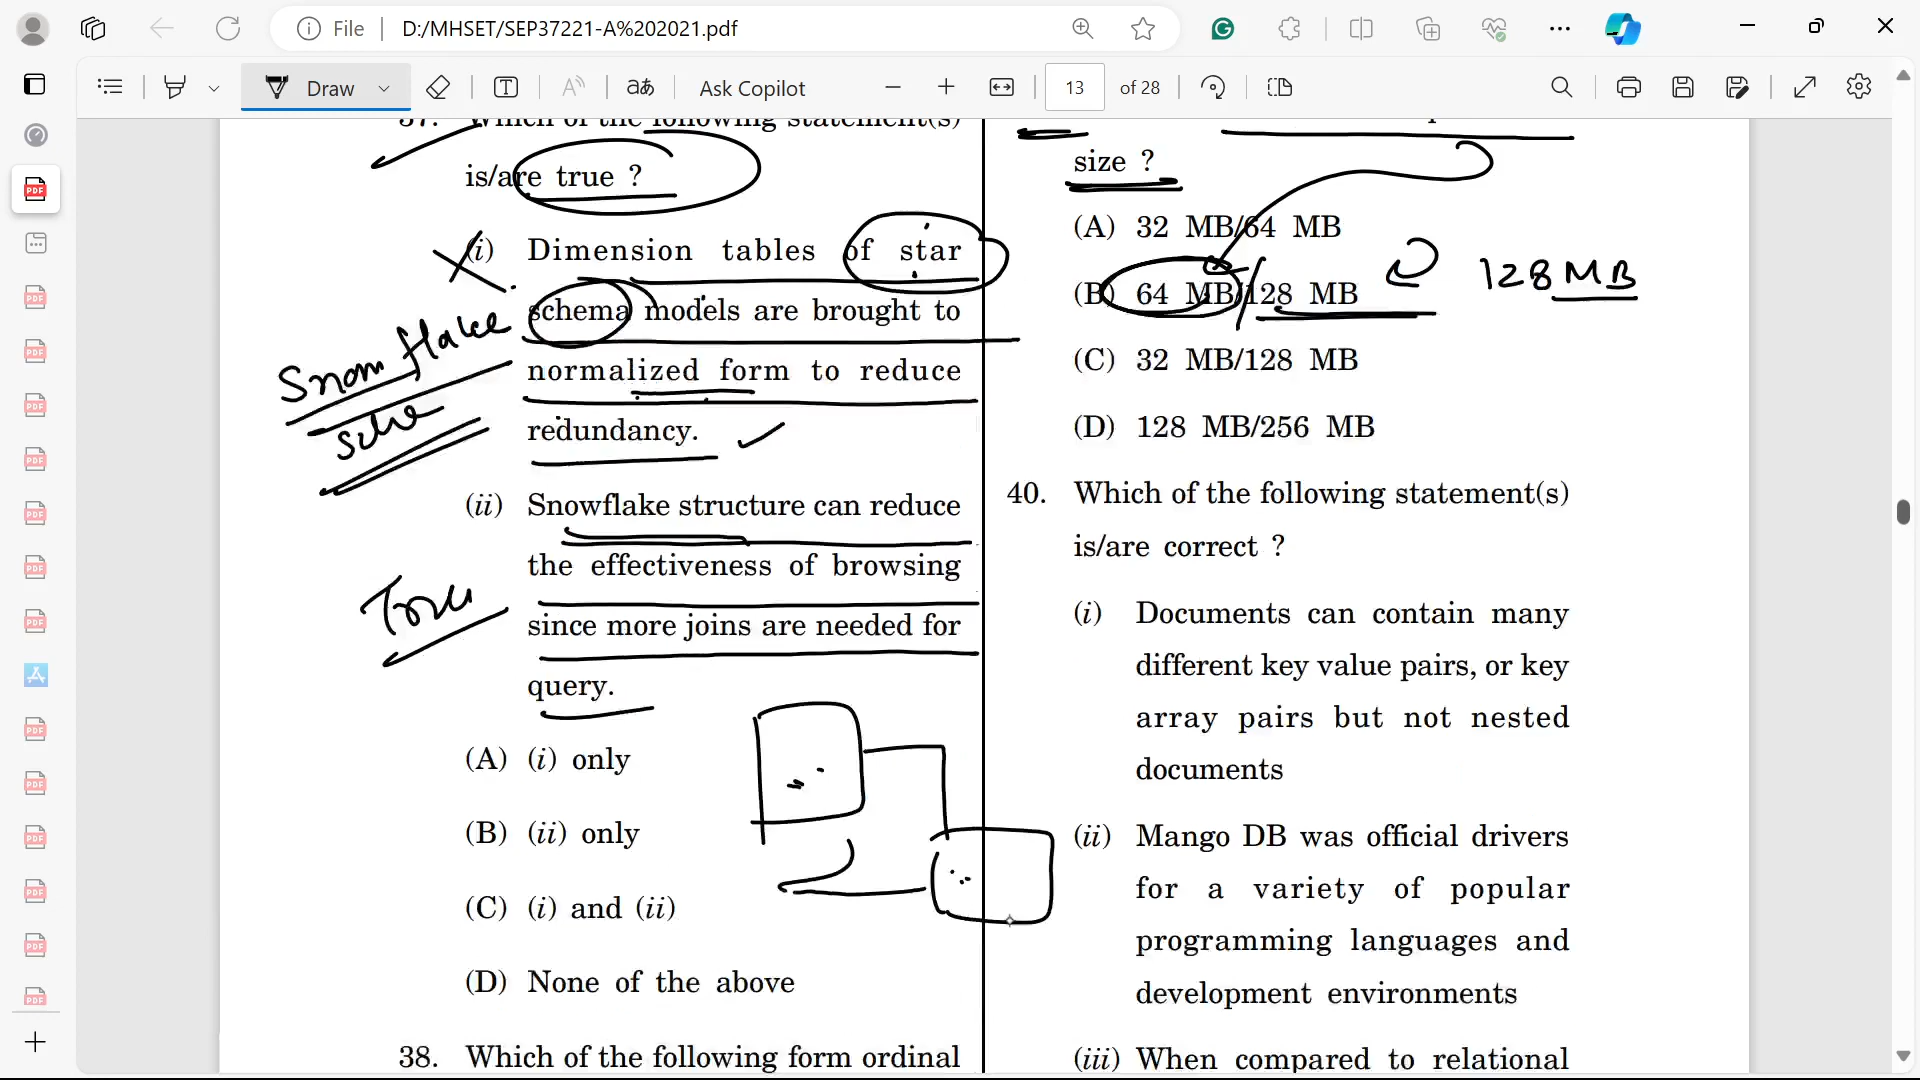 File
D:/MHSET/SEP37221-A%202021.pdf
Draw
Ask Copilot
13 of 28
37. Which of the following statement(s)
is/are true ?
(i) Dimension tables of star
schema models are brought to
normalized form to reduce
redundancy.
(ii) Snowflake structure can reduce
the effectiveness of browsing
since more joins are needed for
query.
(A) (i) only
(B) (ii) only
(C) (i) and (ii)
(D) None of the above
38. Which of the following form ordinal
Snow flake
True
size ?
(A) 32 MB/64 MB
(B) 64 MB/128 MB
(C) 32 MB/128 MB
(D) 128 MB/256 MB
128 MB
40. Which of the following statement(s)
is/are correct ?
(i) Documents can contain many
different key value pairs, or key
array pairs but not nested
documents
(ii) Mango DB was official drivers
for a variety of popular
programming languages and
development environments
(iii) When compared to relational